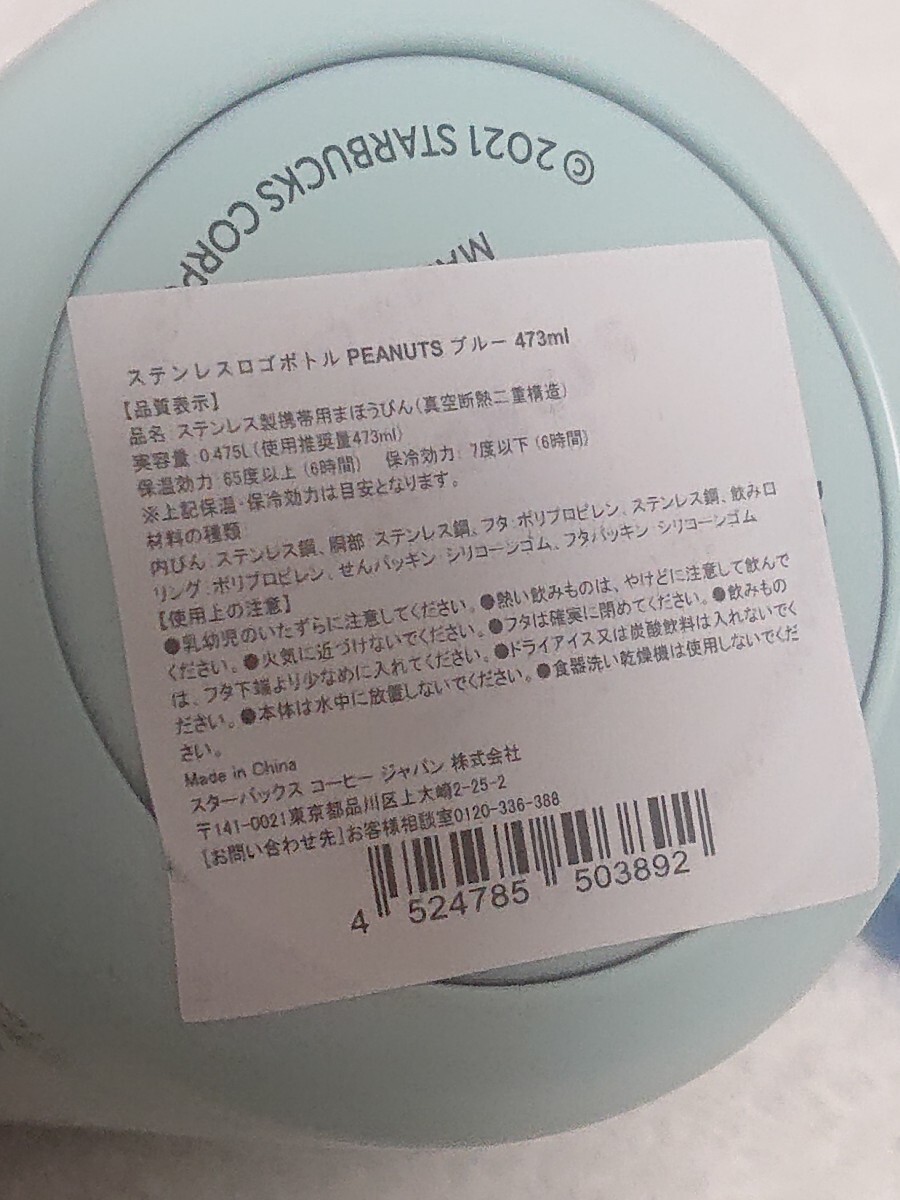 ©2021 STARBUCKS CORP
MA
ステンレスロゴボトル PEANUTS ブルー 473ml
【品質表示】
品名:ステンレス製携帯用まほうびん(真空断熱二重構造)
実容量:0.475L(使用推奨量473ml)
保温効力:65度以上(6時間) 保冷効力:7度以下(6時間)
※上記保温・保冷効力は目安となります。
材料の種類
内びん:ステンレス鋼、胴部:ステンレス鋼、フタ:ポリプロピレン、ステンレス鋼、飲み口
リング:ポリプロピレン、せんパッキン:シリコーンゴム、フタパッキン:シリコーンゴム
【使用上の注意】
●乳幼児のいたずらに注意してください。●熱い飲みものは、やけどに注意して飲んで
ください。●火気に近づけないでください。●フタは確実に閉めてください。●飲みもの
は、フタ下端より少なめに入れてください。●ドライアイス又は炭酸飲料は入れないでく
ださい。●本体は水中に放置しないでください。●食器洗い乾燥機は使用しないでくだ
さい。
Made in China
スターバックス コーヒー ジャパン 株式会社
〒141-0021東京都品川区上大崎2-25-2
[お問い合わせ先]お客様相談室0120-336-388
4 524785 503892